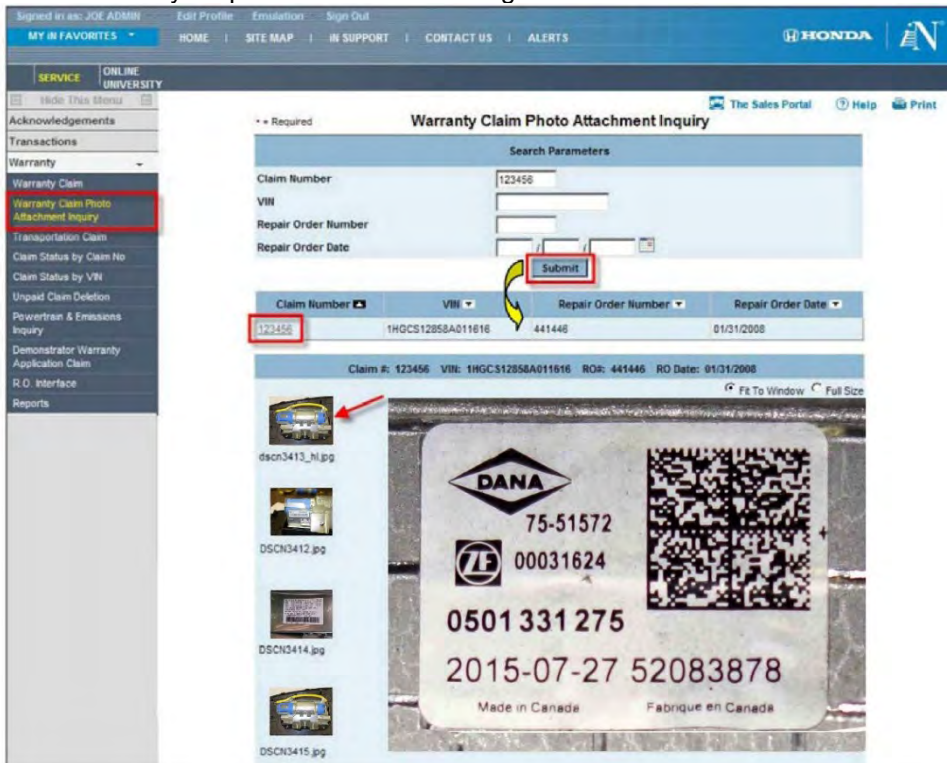 Signed in as: JOE ADMIN Edit Profile Emulation Sign Out
MY iN FAVORITES HOME | SITE MAP | iN SUPPORT | CONTACT US | ALERTS HONDA iN
SERVICE ONLINE UNIVERSITY
Hide This Menu
The Sales Portal Help Print
Acknowledgements
Transactions
Warranty
Warranty Claim
Warranty Claim Photo
Attachment Inquiry
Transportation Claim
Claim Status by Claim No
Claim Status by VIN
Unpaid Claim Deletion
Powertrain & Emissions
Inquiry
Demonstrator Warranty
Application Claim
R.O. Interface
Reports
* = Required Warranty Claim Photo Attachment Inquiry
Search Parameters
Claim Number 123456
VIN
Repair Order Number
Repair Order Date / /
Submit
Claim Number VIN Repair Order Number Repair Order Date
123456 1HGCS12858A011616 441446 01/31/2008
Claim #: 123456 VIN: 1HGCS12858A011616 RO#: 441446 RO Date: 01/31/2008
Fit To Window Full Size
dscn3413_hl.jpg
DSCN3412.jpg
DSCN3414.jpg
DSCN3415.jpg
DANA
75-51572
ZF 00031624
0501 331 275
2015-07-27 52083878
Made in Canada Fabrique en Canada